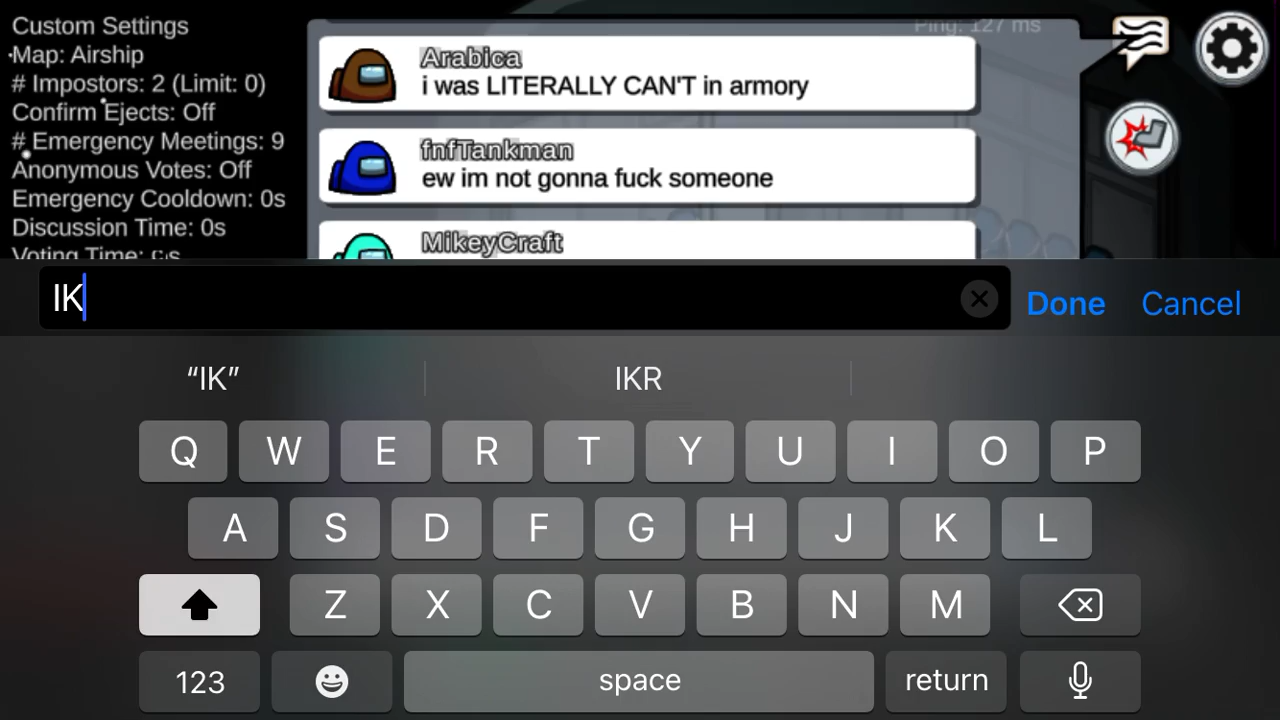 Custom Settings
Map: Airship
# Impostors: 2 (Limit: 0)
Confirm Ejects: Off
# Emergency Meetings: 9
Anonymous Votes: Off
Emergency Cooldown: 0s
Discussion Time: 0s
Voting Time:
Ping: 127 ms
Arabica
i was LITERALLY CAN'T in armory
fnfTankman
ew im not gonna fuck someone
MikeyCraft
IK
Done Cancel
“IK” IKR
Q W E R T Y U I O P
A S D F G H J K L
Z X C V B N M
123 space return